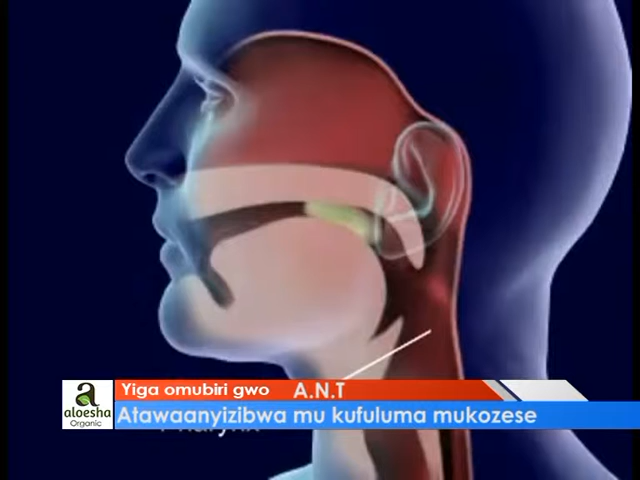 Yiga omubiri gwo A.N.T
aloesha
Organic
Atawaanyizibwa mu kufuluma mukozese